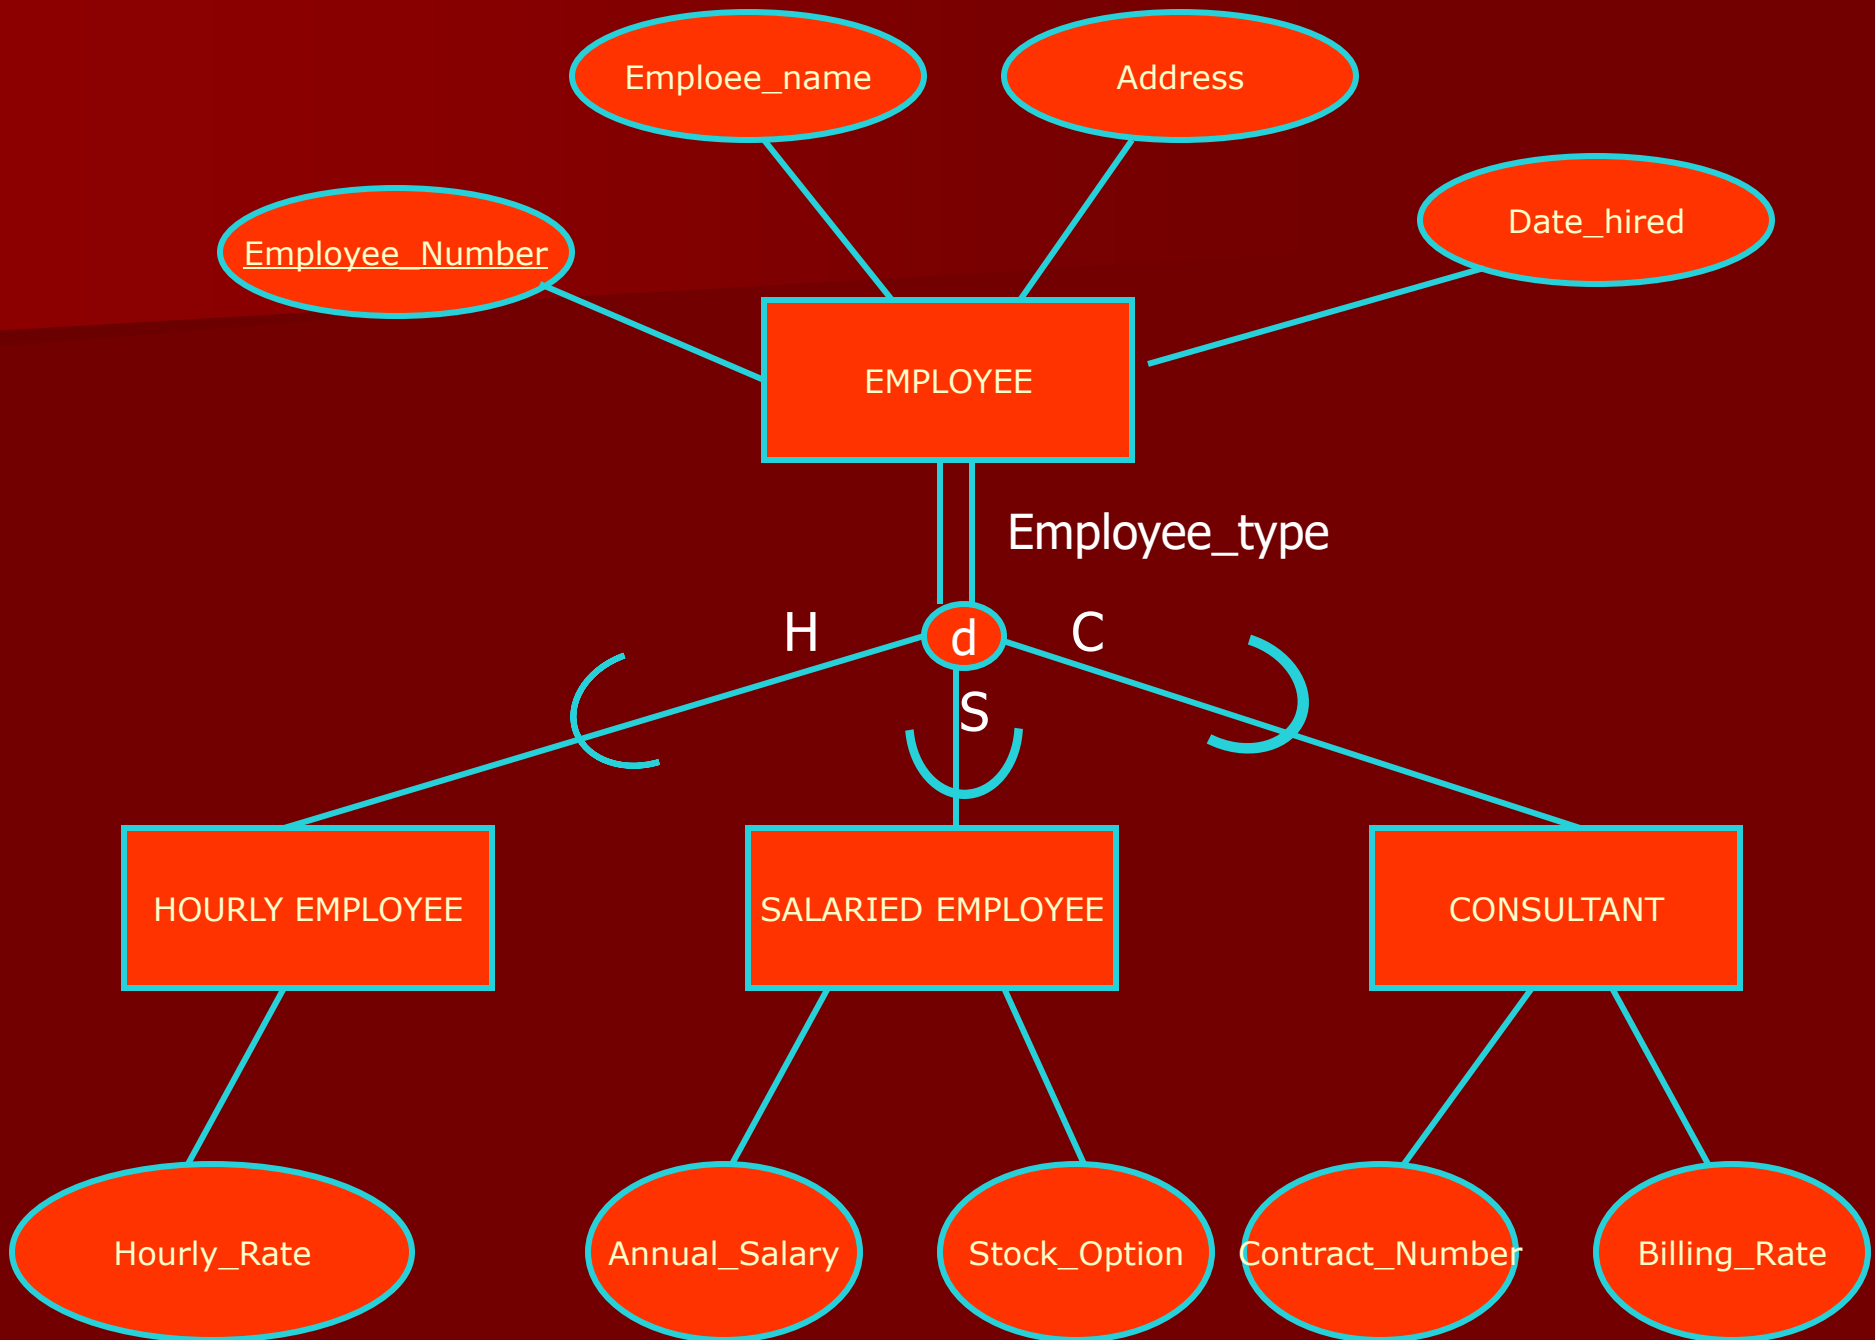 Emploee_name
Address
Date_hired
Employee_Number
EMPLOYEE
Employee_type
H
d
C
S
HOURLY EMPLOYEE
SALARIED EMPLOYEE
CONSULTANT
Hourly_Rate
Annual_Salary
Stock_Option
Contract_Number
Billing_Rate